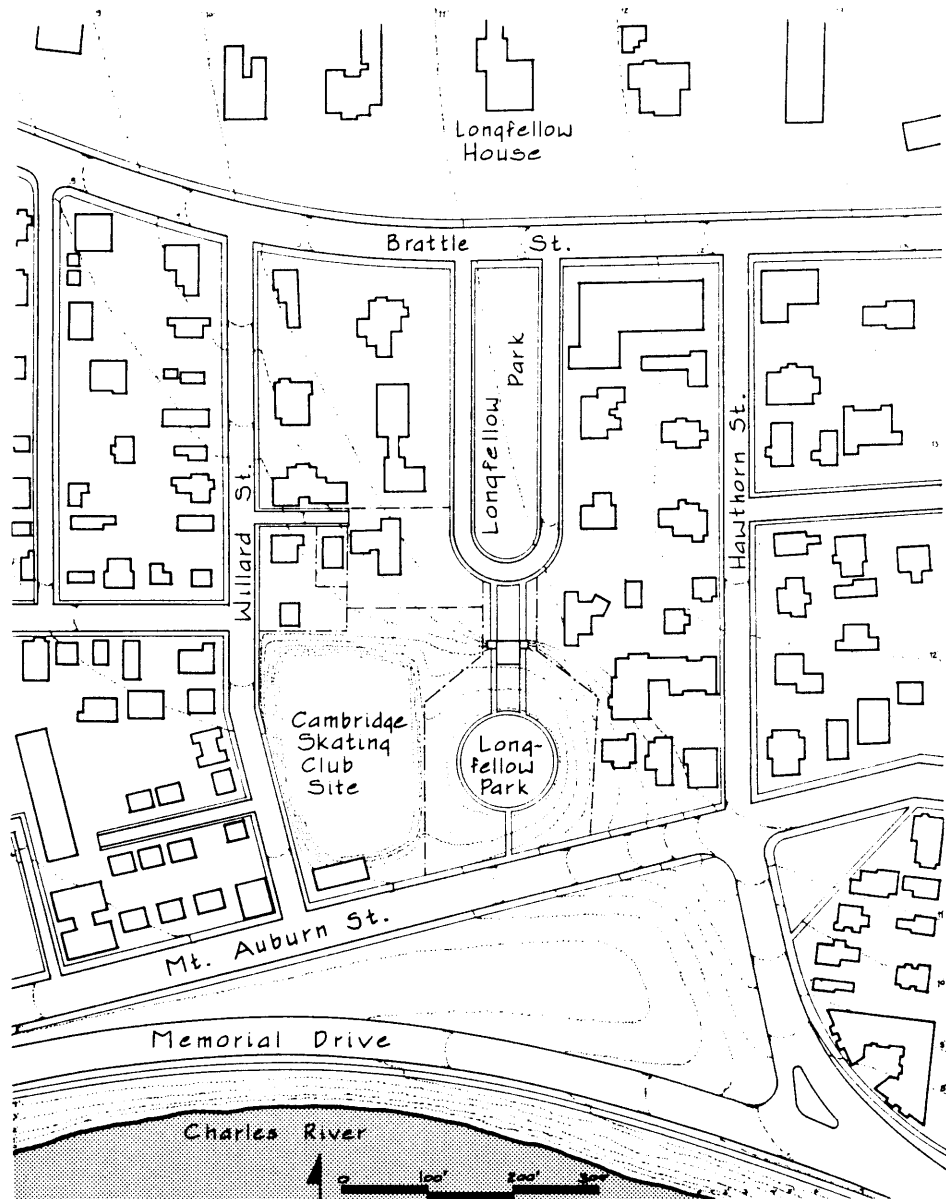 Longfellow
House
Brattle St.
Longfellow Park
Hawthorn St.
Willard St.
Cambridge
Skating
Club
Site
Long-
fellow
Park
Mt. Auburn St.
Memorial Drive
Charles River
0 100' 200' 300'